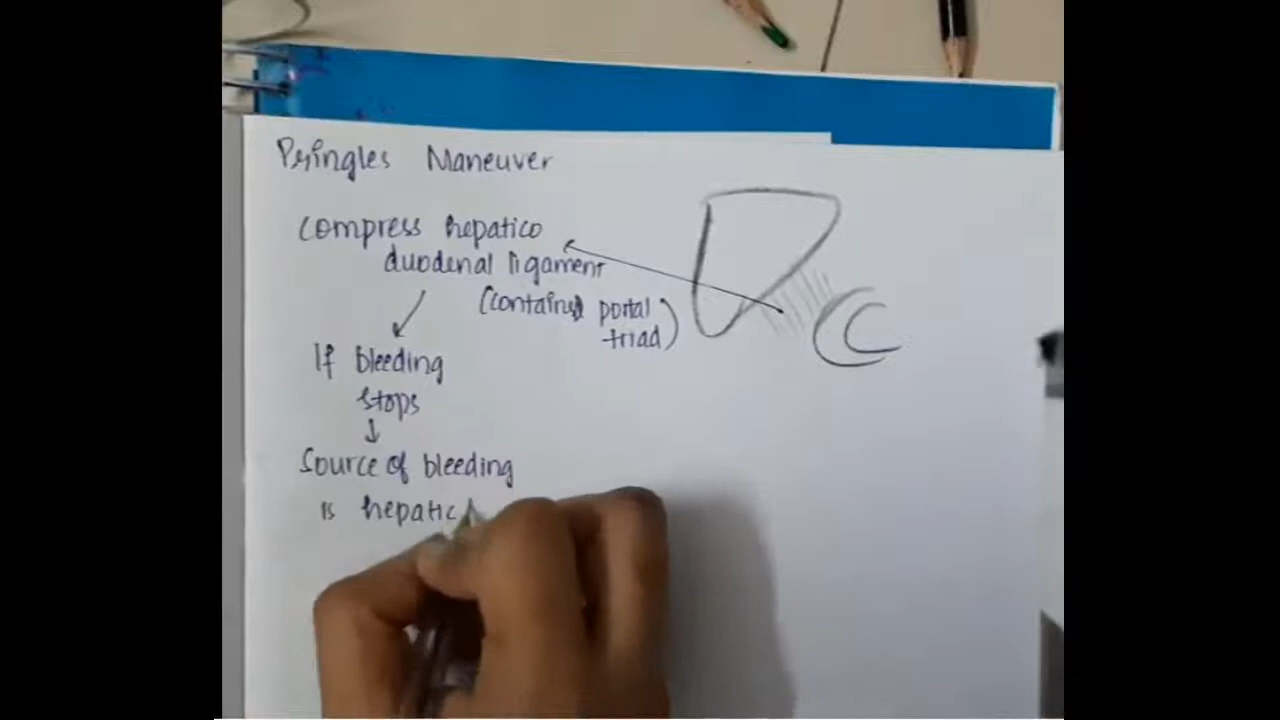 Pringles Maneuver
Compress hepatico
duodenal ligament
(contains portal
triad)
If bleeding
stops
Source of bleeding
is hepatic